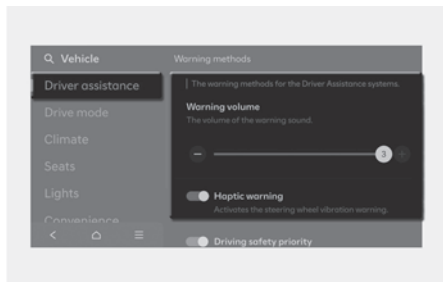 Vehicle
Warning methods
Driver assistance
The warning methods for the Driver Assistance systems.
Drive mode
Warning volume
The volume of the warning sound.
Climate
3
Seats
Lights
Haptic warning
Activates the steering wheel vibration warning.
Convenience
Driving safety priority